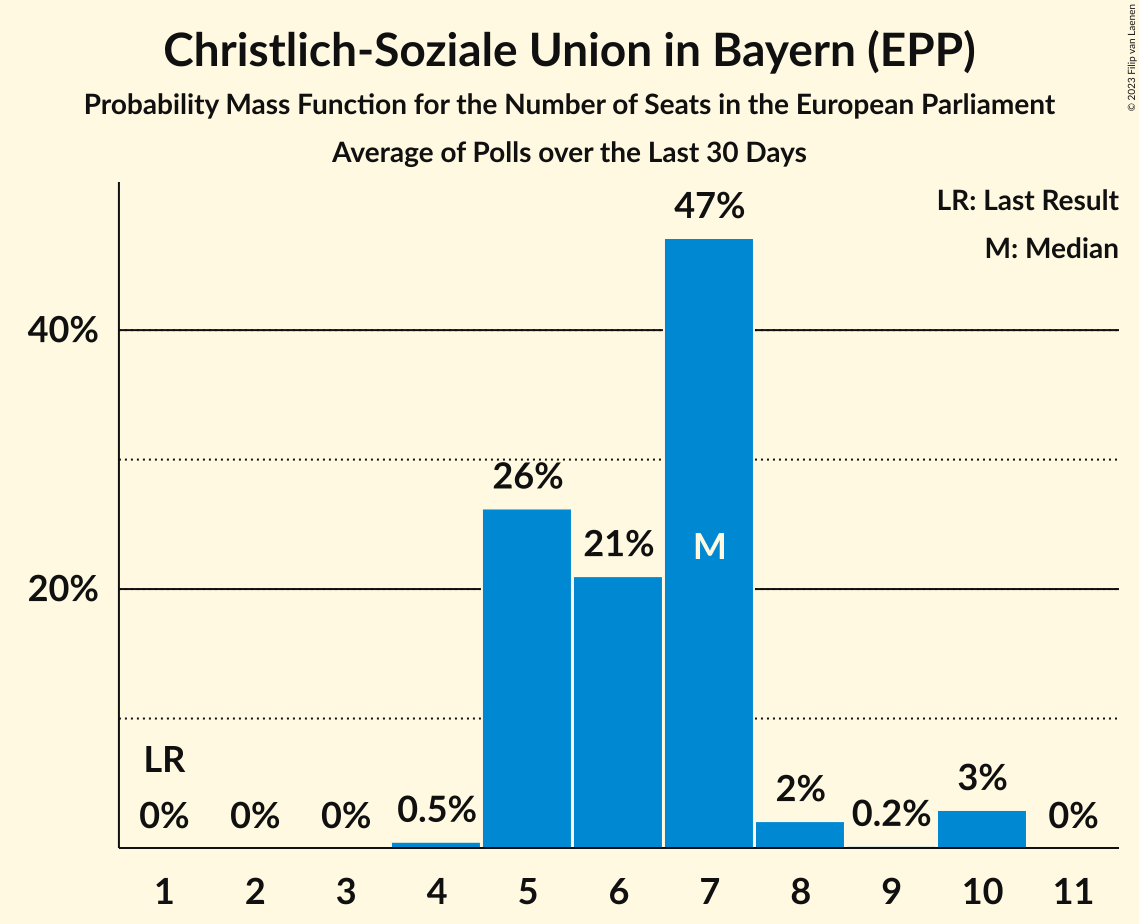 Christlich-Soziale Union in Bayern (EPP)
Probability Mass Function for the Number of Seats in the European Parliament
Average of Polls over the Last 30 Days
© 2023 Filip van Laenen
LR: Last Result
M: Median
47%
40%
26%
21%
M
20%
LR
0% 0% 0% 0.5% 2% 0.2% 3% 0%
1 2 3 4 5 6 7 8 9 10 11